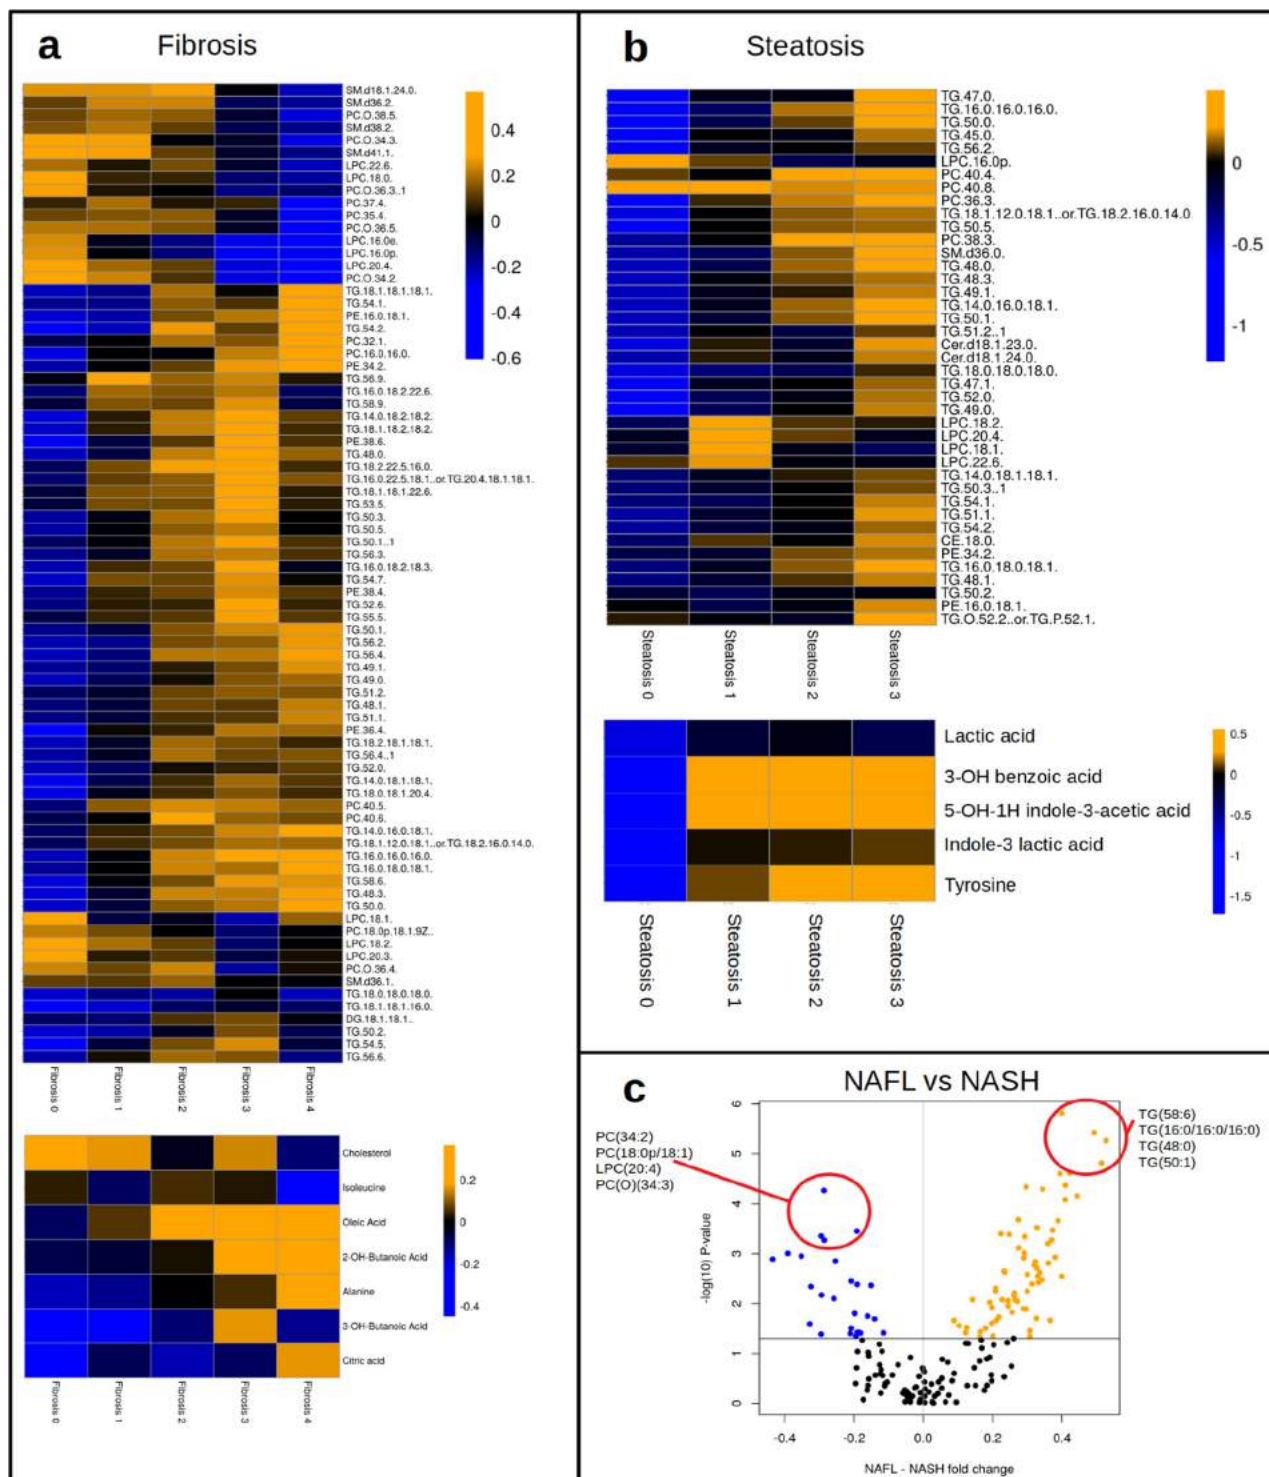 a
Fibrosis
SM.d18.1.24.0.
SM.d36.2.
PC.O.38.5.
SM.d38.2.
PC.O.34.3.
SM.d41.1.
LPC.22.6.
LPC.18.0.
PC.O.36.3..1
PC.37.4.
PC.35.4.
PC.O.36.5.
LPC.16.0e.
LPC.16.0p.
LPC.20.4.
PC.O.34.2.
TG.18.1.18.1.18.1.
TG.54.1.
PE.16.0.18.1.
TG.54.2.
PC.32.1.
PC.16.0.16.0.
PE.34.2.
TG.56.9.
TG.16.0.18.2.22.6.
TG.58.9.
TG.14.0.18.2.18.2.
TG.18.1.18.2.18.2.
PE.38.6.
TG.48.0.
TG.18.2.22.5.16.0.
TG.16.0.22.5.18.1..or.TG.20.4.18.1.18.1.
TG.18.1.18.1.22.6.
TG.53.5.
TG.50.3.
TG.50.5.
TG.50.1..1
TG.56.3.
TG.16.0.18.2.18.3.
TG.54.7.
PE.38.4.
TG.52.6.
TG.55.5.
TG.50.1.
TG.56.2.
TG.56.4.
TG.49.1.
TG.49.0.
TG.51.2.
TG.48.1.
TG.51.1.
PE.36.4.
TG.18.2.18.1.18.1.
TG.56.4..1
TG.52.0.
TG.14.0.18.1.18.1.
TG.18.0.18.1.20.4.
PC.40.5.
PC.40.6.
TG.14.0.16.0.18.1.
TG.18.1.12.0.18.1..or.TG.18.2.16.0.14.0.
TG.16.0.16.0.16.0.
TG.16.0.18.0.18.1.
TG.58.6.
TG.48.3.
TG.50.0.
LPC.18.1.
PC.18.0p.18.1.9Z..
LPC.18.2.
LPC.20.3.
PC.O.36.4.
SM.d36.1.
TG.18.0.18.0.18.0.
TG.18.1.18.1.16.0.
DG.18.1.18.1..
TG.50.2.
TG.54.5.
TG.56.6.
0.4
0.2
0
-0.2
-0.4
-0.6
Fibrosis 0
Fibrosis 1
Fibrosis 2
Fibrosis 3
Fibrosis 4
Cholesterol
Isoleucine
Oleic Acid
2-OH-Butanoic Acid
Alanine
3-OH-Butanoic Acid
Citric acid
0.2
0
-0.2
-0.4
Fibrosis 0
Fibrosis 1
Fibrosis 2
Fibrosis 3
Fibrosis 4
b
Steatosis
TG.47.0.
TG.16.0.16.0.16.0.
TG.50.0.
TG.45.0.
TG.56.2.
LPC.16.0p.
PC.40.4.
PC.40.8.
PC.36.3.
TG.18.1.12.0.18.1..or.TG.18.2.16.0.14.0
TG.50.5.
PC.38.3.
SM.d36.0.
TG.48.0.
TG.48.3.
TG.49.1.
TG.14.0.16.0.18.1.
TG.50.1.
TG.51.2..1
Cer.d18.1.23.0.
Cer.d18.1.24.0.
TG.18.0.18.0.18.0.
TG.47.1.
TG.52.0.
TG.49.0.
LPC.18.2.
LPC.20.4.
LPC.18.1.
LPC.22.6.
TG.14.0.18.1.18.1.
TG.50.3..1
TG.54.1.
TG.51.1.
TG.54.2.
CE.18.0.
PE.34.2.
TG.16.0.18.0.18.1.
TG.48.1.
TG.50.2.
PE.16.0.18.1.
TG.O.52.2..or.TG.P.52.1.
0
-0.5
-1
Steatosis 0
Steatosis 1
Steatosis 2
Steatosis 3
Lactic acid
3-OH benzoic acid
5-OH-1H indole-3-acetic acid
Indole-3 lactic acid
Tyrosine
0.5
0
-0.5
-1
-1.5
Steatosis 0
Steatosis 1
Steatosis 2
Steatosis 3
c
NAFL vs NASH
PC(34:2)
PC(18:0p/18:1)
LPC(20:4)
PC(O)(34:3)
TG(58:6)
TG(16:0/16:0/16:0)
TG(48:0)
TG(50:1)
-log(10) P-value
6
5
4
3
2
1
0
-0.4
-0.2
0.0
0.2
0.4
NAFL - NASH fold change